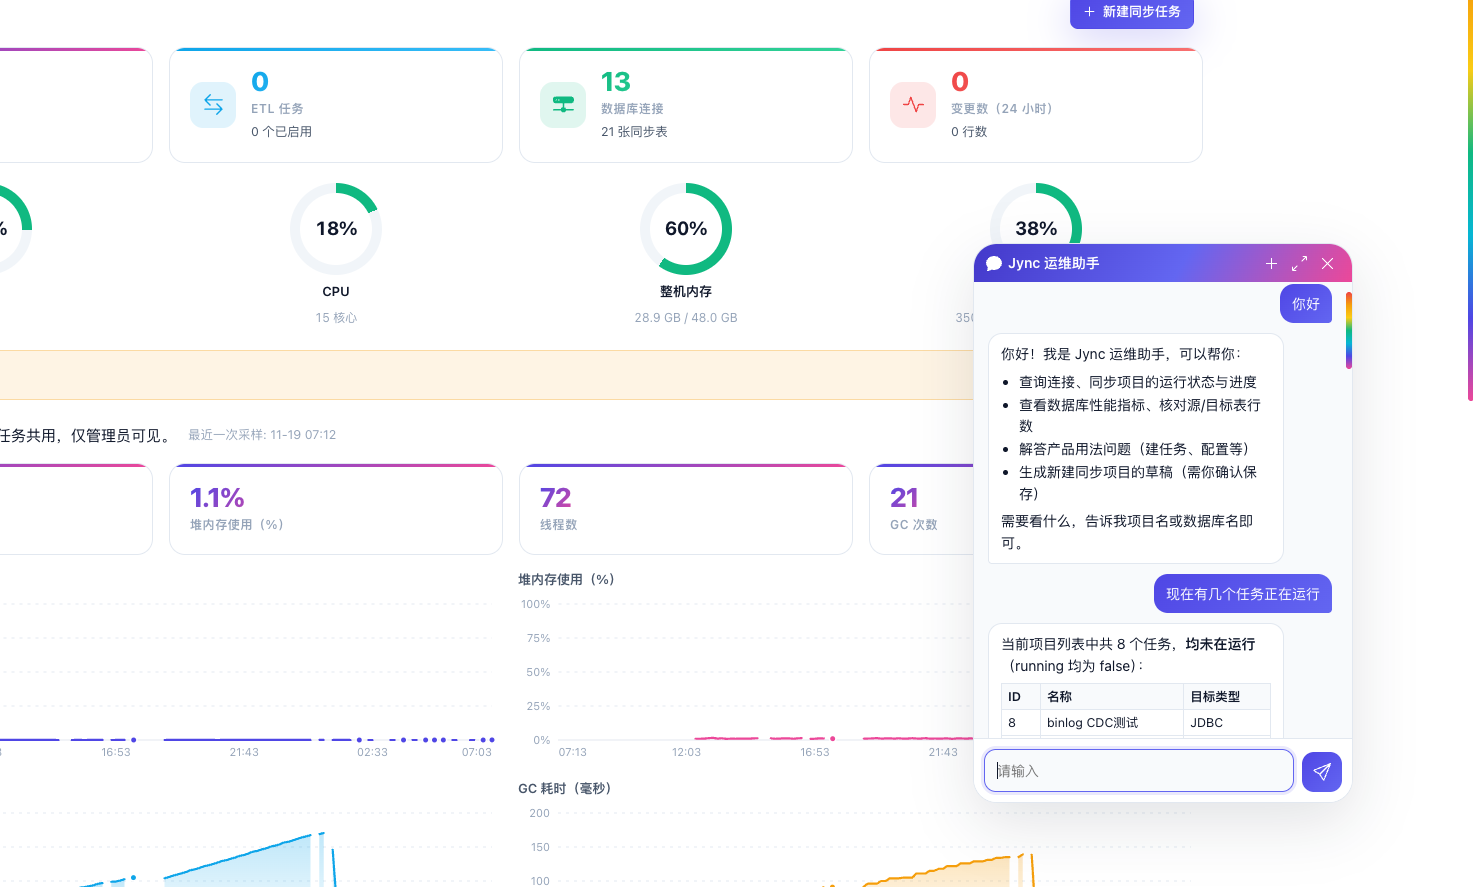 + 新建同步任务
0
ETL 任务
0 个已启用
13
数据库连接
21 张同步表
0
变更数（24 小时）
0 行数
%
18%
CPU
15 核心
60%
整机内存
28.9 GB / 48.0 GB
38%
350
任务共用，仅管理员可见。 最近一次采样: 11-19 07:12
1.1%
堆内存使用（%）
72
线程数
21
GC 次数
16:53 21:43 02:33 07:03
堆内存使用（%）
100%
75%
50%
25%
0%
07:13 12:03 16:53 21:43
GC 耗时（毫秒）
200
150
100
Jync 运维助手
你好
你好！我是 Jync 运维助手，可以帮你：
• 查询连接、同步项目的运行状态与进度
• 查看数据库性能指标、核对源/目标表行
数
• 解答产品用法问题（建任务、配置等）
• 生成新建同步项目的草稿（需你确认保
存）
需要看什么，告诉我项目名或数据库名即
可。
现在有几个任务正在运行
当前项目列表中共 8 个任务，均未在运行
（running 均为 false）：
ID 名称 目标类型
8 binlog CDC测试 JDBC
请输入